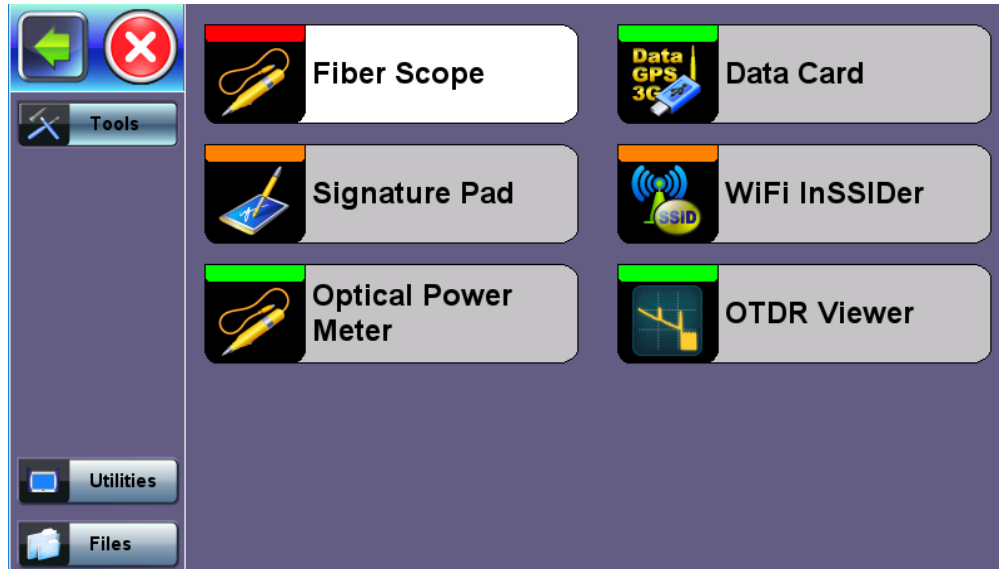 Tools
Utilities
Files
Fiber Scope
Data
GPS
3G
Data Card
Signature Pad
SSID
WiFi InSSIDer
Optical Power
Meter
OTDR Viewer